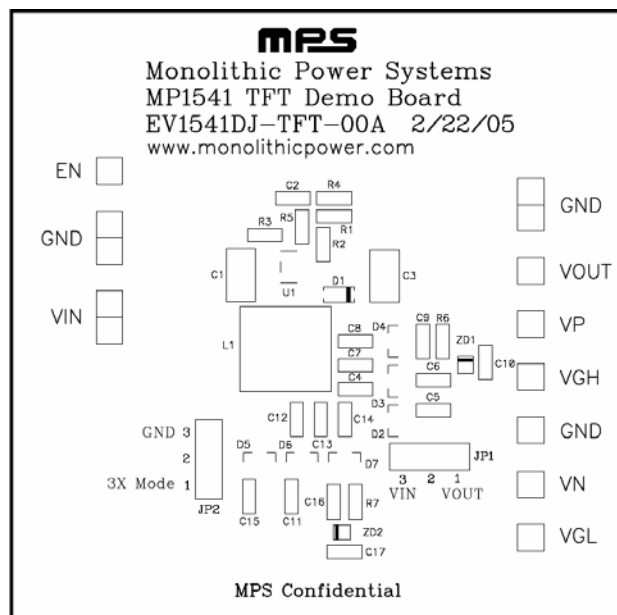 MPS
Monolithic Power Systems
MP1541 TFT Demo Board
EV1541DJ-TFT-00A 2/22/05
www.monolithicpower.com
EN
GND
VIN
GND
VOUT
VP
VGH
GND
VN
VGL
C2 R4
R3 R5 R1
R2
C1 U1 D1 C3
L1 C8 D4 C9 R6 ZD1
C7 C6 C10
C4 D3
C12 C13 C14 D2 C5
GND 3
2
3X Mode 1
JP2
D5 D6 D7
JP1
3 2 1
VIN VOUT
C15 C11 C16 R7
ZD2
C17
MPS Confidential